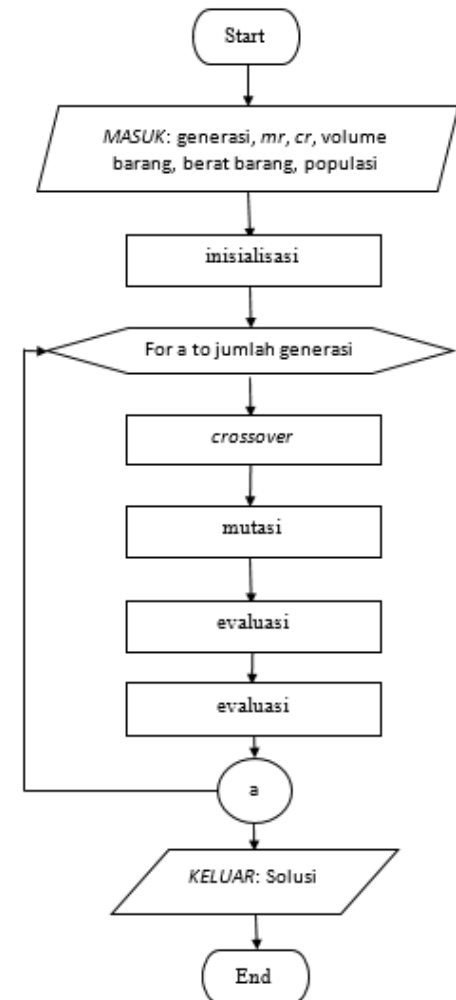 Start
MASUK: generasi, mr, cr, volume
barang, berat barang, populasi
inisialisasi
For a to jumlah generasi
crossover
mutasi
evaluasi
evaluasi
a
KELUAR: Solusi
End